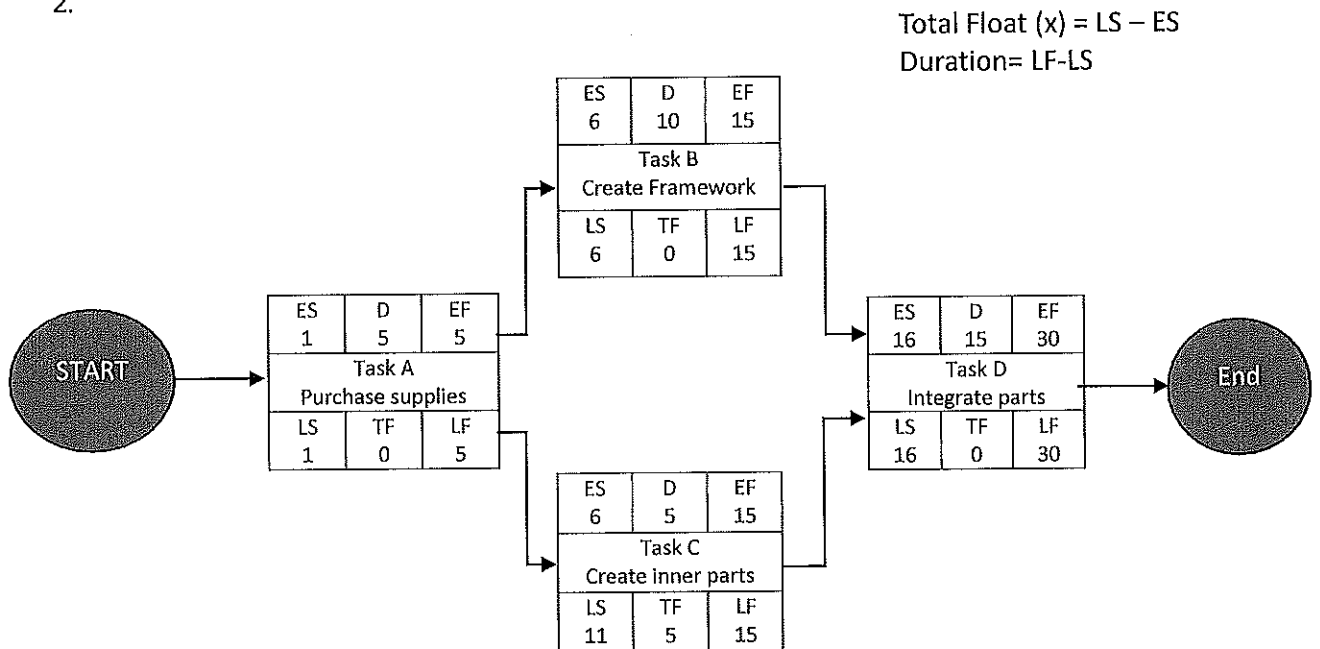 2.
Total Float (x) = LS – ES
Duration= LF-LS
ES D EF
6 10 15
Task B
Create Framework
LS TF LF
6 0 15
START
ES D EF
1 5 5
Task A
Purchase supplies
LS TF LF
1 0 5
ES D EF
16 15 30
Task D
Integrate parts
LS TF LF
16 0 30
End
ES D EF
6 5 15
Task C
Create inner parts
LS TF LF
11 5 15